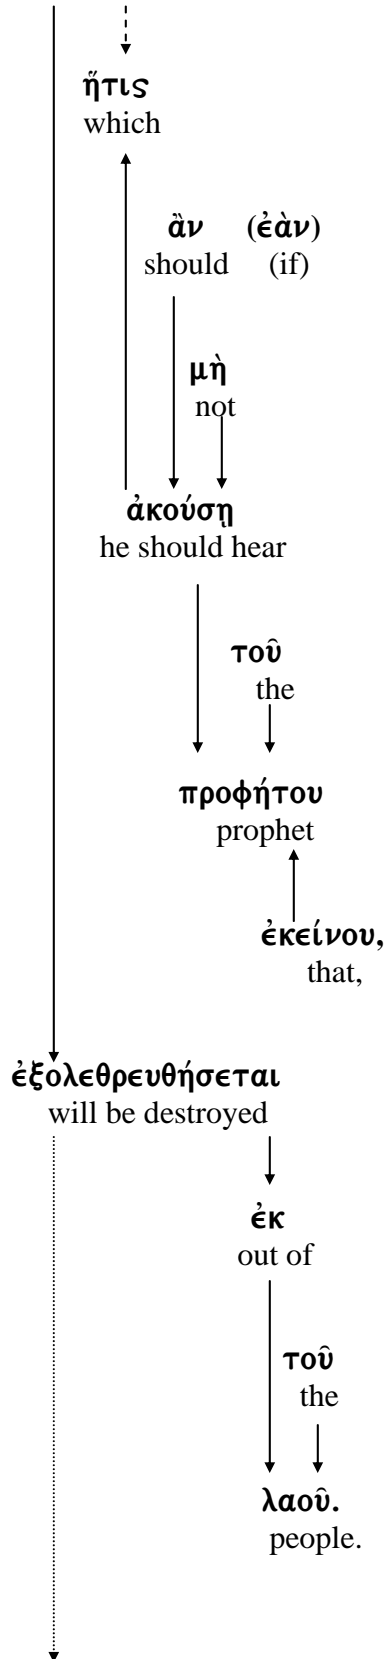 ἥτις
which
ἂν (ἐὰν)
should (if)
μὴ
not
ἀκούσῃ
he should hear
τοῦ
the
προφήτου
prophet
ἐκείνου,
that,
ἐξολεθρευθήσεται
will be destroyed
ἐκ
out of
τοῦ
the
λαοῦ.
people.